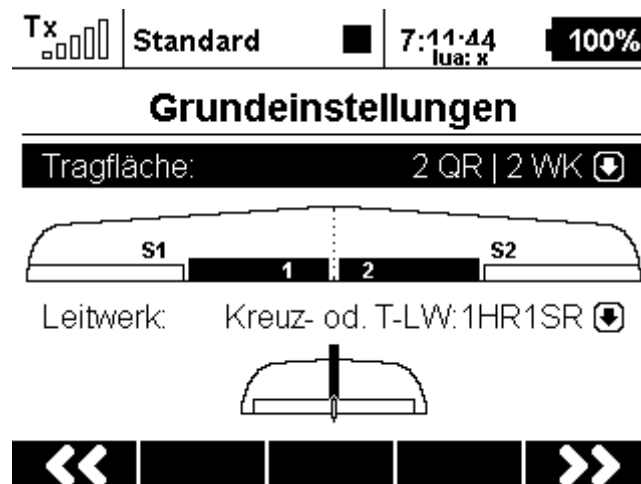 Tx Standard 7:11:44 100%
lua: x
Grundeinstellungen
Tragfläche: 2 QR | 2 WK
S1 S2
1 2
Leitwerk: Kreuz- od. T-LW:1HR1SR